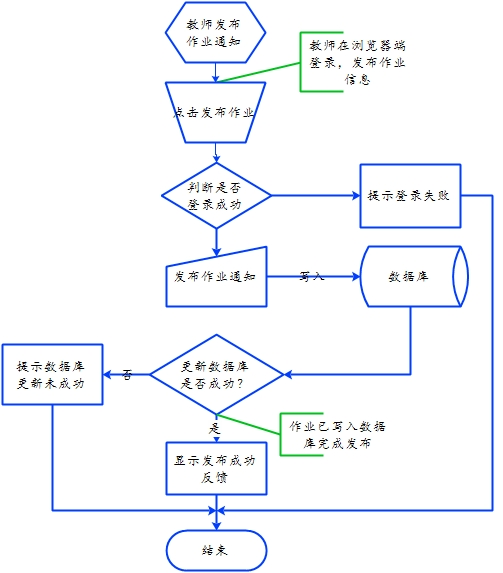 教师发布
作业通知
教师在浏览器端
登录，发布作业
信息
点击发布作业
判断是否
登录成功
提示登录失败
发布作业通知
写入
数据库
提示数据库
更新未成功
否
更新数据库
是否成功？
是
作业已写入数据
库完成发布
显示发布成功
反馈
结束